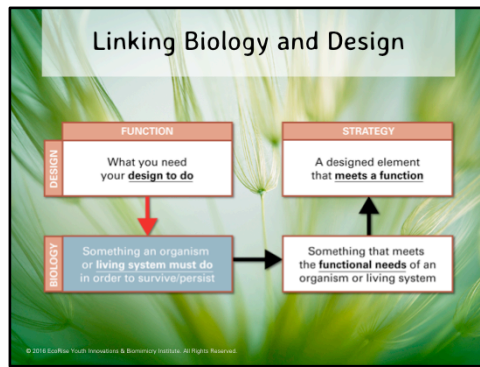 Linking Biology and Design
FUNCTION
STRATEGY
DESIGN
What you need
your design to do
A designed element
that meets a function
BIOLOGY
Something an organism
or living system must do
in order to survive/persist
Something that meets
the functional needs of an
organism or living system
© 2016 EcoRise Youth Innovations & Biomimicry Institute. All Rights Reserved.